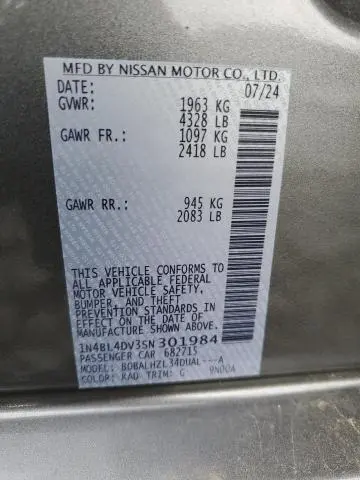 MFD BY NISSAN MOTOR CO., LTD.
DATE: 07/24
GVWR: 1963 KG
4328 LB
GAWR FR.: 1097 KG
2418 LB
GAWR RR.: 945 KG
2083 LB
THIS VEHICLE CONFORMS TO
ALL APPLICABLE FEDERAL
MOTOR VEHICLE SAFETY,
BUMPER, AND THEFT
PREVENTION STANDARDS IN
EFFECT ON THE DATE OF
MANUFACTURE SHOWN ABOVE.
1N4BL4DV3SN301984
PASSENGER CAR 682715
MODEL: BDBALHZL34DUAL---A
COLOR: KAD TRIM: G 9N00A